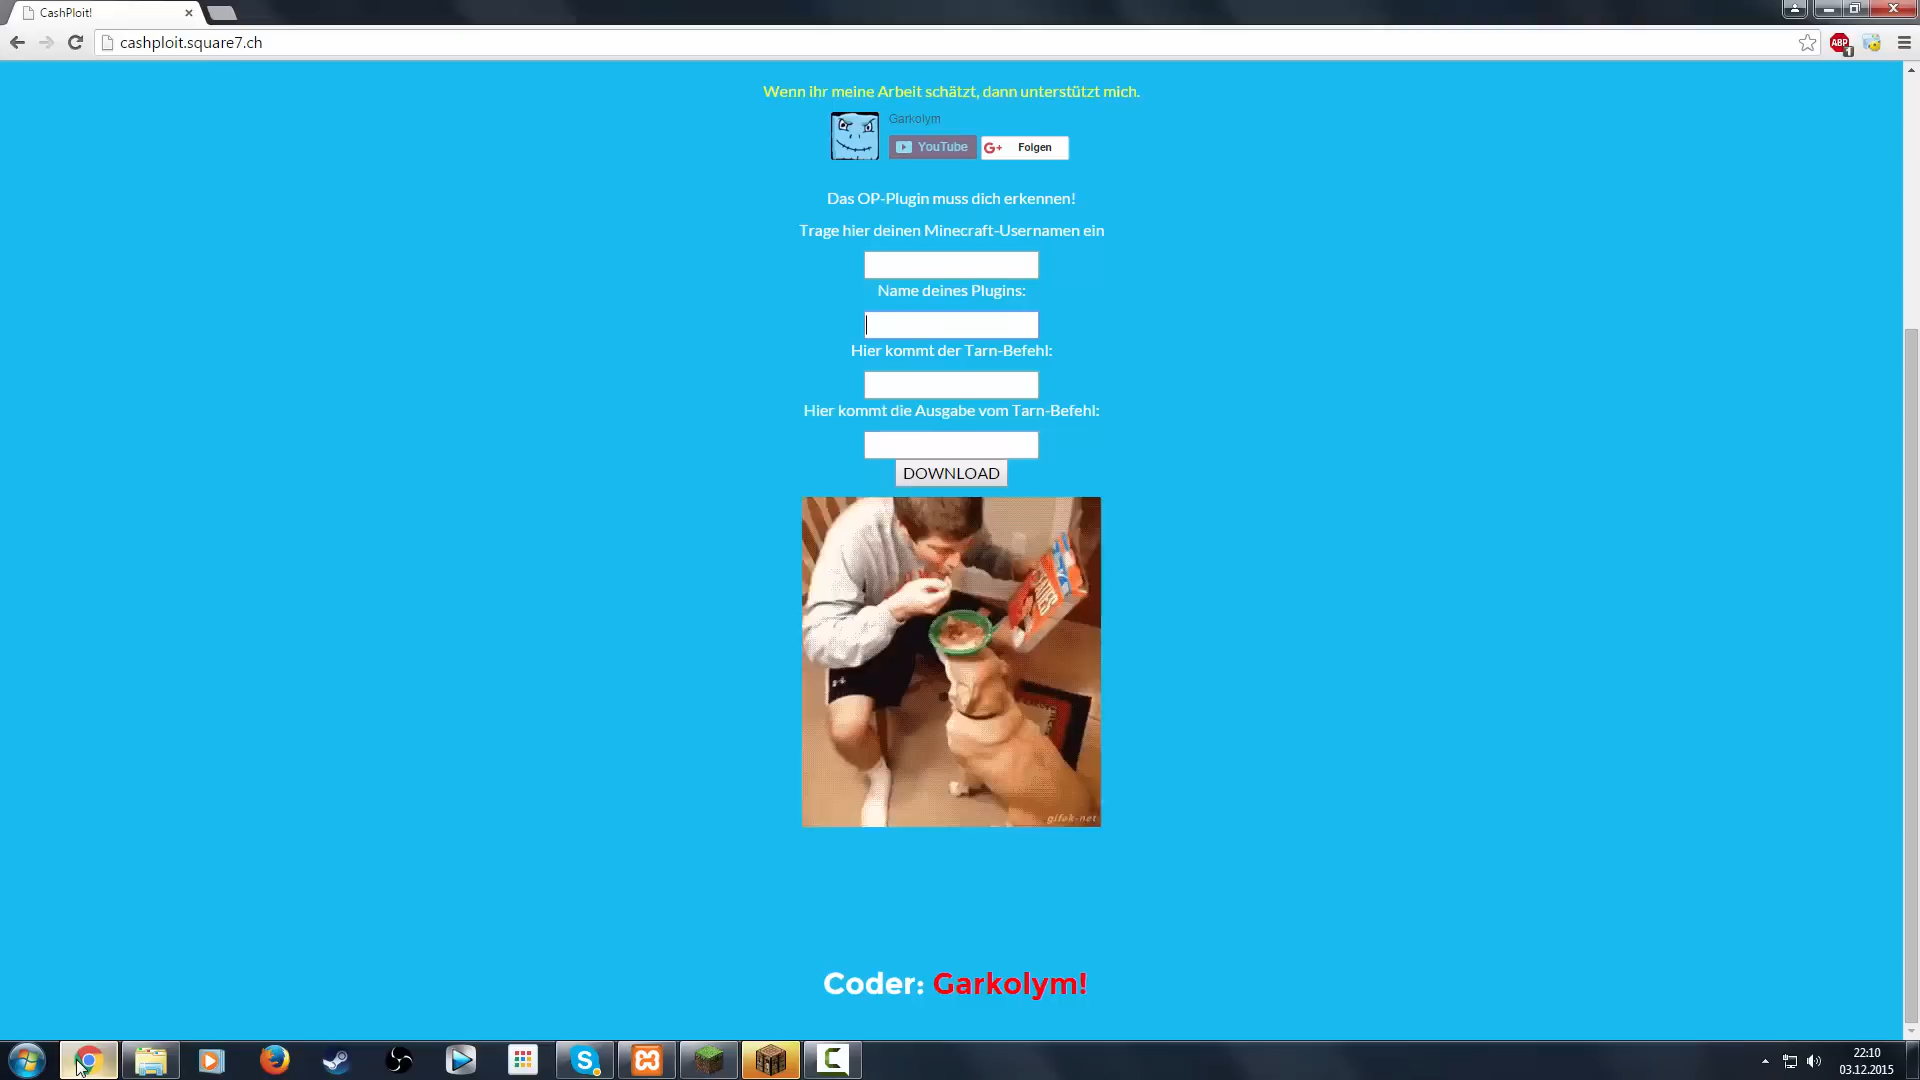 CashPloit!
cashploit.square7.ch
ABP
1
Wenn ihr meine Arbeit schätzt, dann unterstützt mich.
Garkolym
YouTube
G+ Folgen
Das OP-Plugin muss dich erkennen!
Trage hier deinen Minecraft-Usernamen ein
Name deines Plugins:
Hier kommt der Tarn-Befehl:
Hier kommt die Ausgabe vom Tarn-Befehl:
DOWNLOAD
gifak-net
Coder: Garkolym!
22:10
03.12.2015